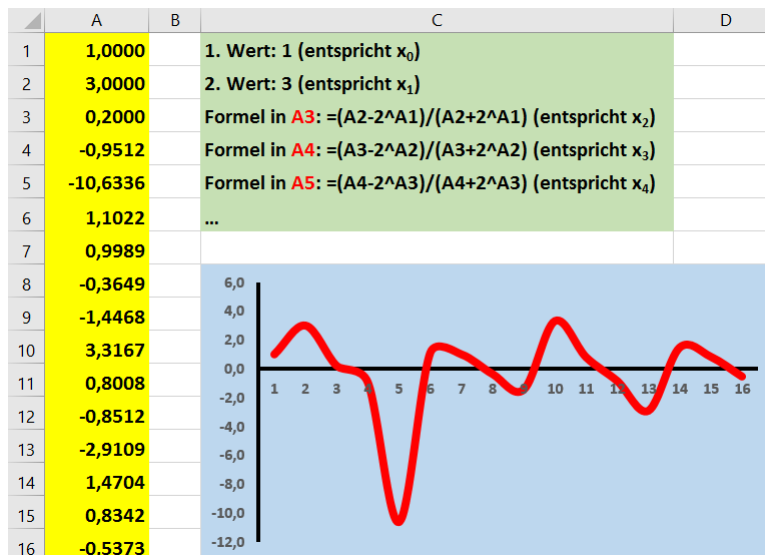 A B C D
1 1,0000 1. Wert: 1 (entspricht x₀)
2 3,0000 2. Wert: 3 (entspricht x₁)
3 0,2000 Formel in A3: =(A2-2^A1)/(A2+2^A1) (entspricht x₂)
4 -0,9512 Formel in A4: =(A3-2^A2)/(A3+2^A2) (entspricht x₃)
5 -10,6336 Formel in A5: =(A4-2^A3)/(A4+2^A3) (entspricht x₄)
6 1,1022 ...
7 0,9989
8 -0,3649
9 -1,4468
10 3,3167
11 0,8008
12 -0,8512
13 -2,9109
14 1,4704
15 0,8342
16 -0,5373
6,0
4,0
2,0
0,0
1 2 3 4 5 6 7 8 9 10 11 12 13 14 15 16
-2,0
-4,0
-6,0
-8,0
-10,0
-12,0